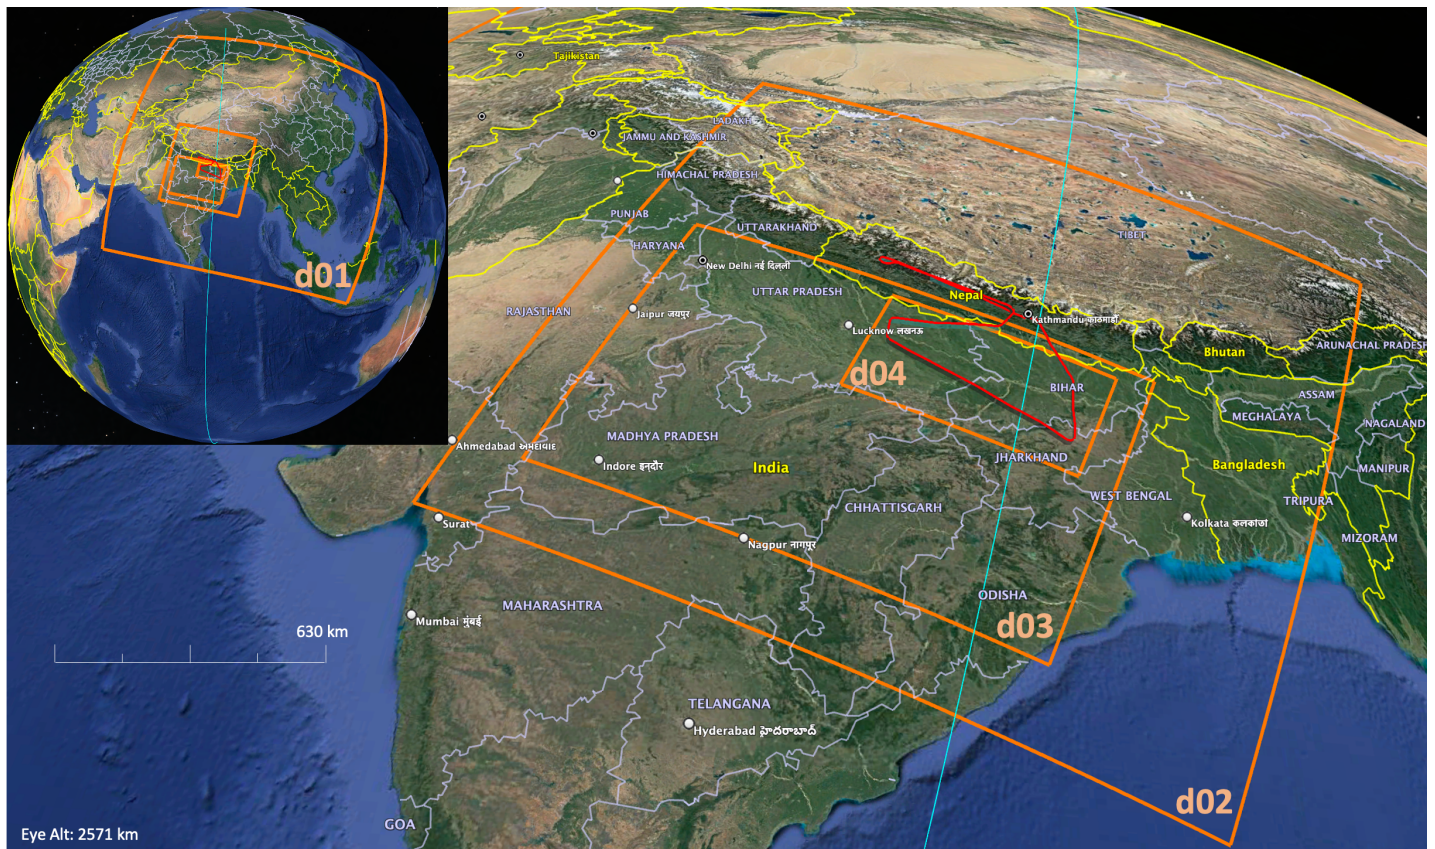 d01
Tajikistan
LADAKH
JAMMU AND KASHMIR
HIMACHAL PRADESH
PUNJAB
UTTARAKHAND
HARYANA
TIBET
New Delhi नई दिल्ली
UTTAR PRADESH
Nepal
RAJASTHAN
Jaipur जयपुर
Kathmandu काठमाडौँ
Lucknow लखनऊ
ARUNACHAL PRADESH
Bhutan
d04
BIHAR
ASSAM
MEGHALAYA
NAGALAND
MADHYA PRADESH
Ahmedabad અમદાવાદ
JHARKHAND
Indore इन्दौर
India
Bangladesh
MANIPUR
WEST BENGAL
TRIPURA
CHHATTISGARH
Surat
Kolkata কলকাতা
MIZORAM
Nagpur नागपूर
ODISHA
MAHARASHTRA
Mumbai मुंबई
d03
630 km
TELANGANA
Hyderabad హైదరాబాద్
d02
GOA
Eye Alt: 2571 km